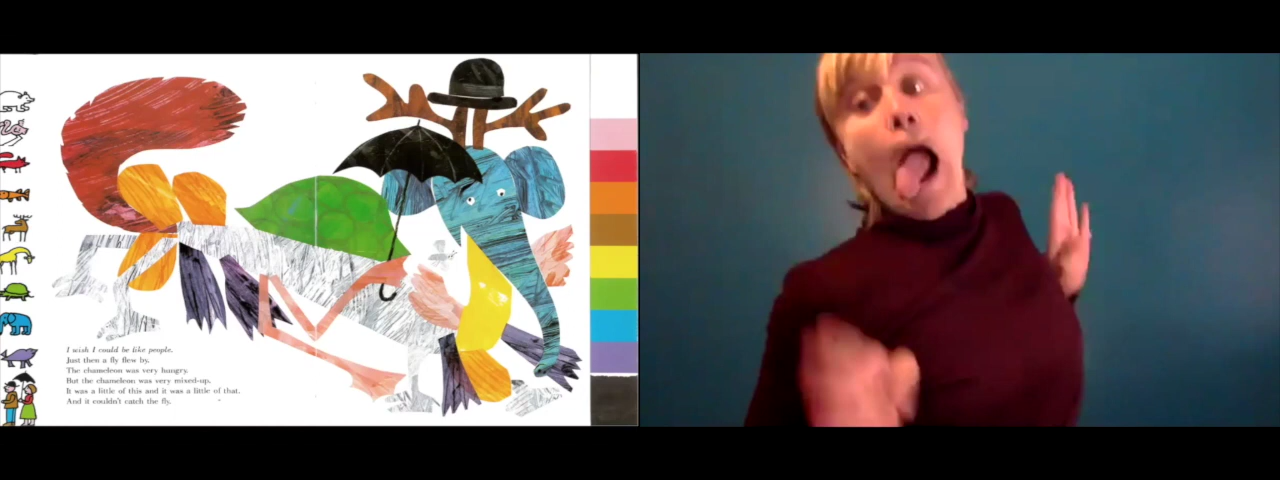 I wish I could be like people.
Just then a fly flew by.
The chameleon was very hungry.
But the chameleon was very mixed-up.
It was a little of this and it was a little of that.
And it couldn't catch the fly.